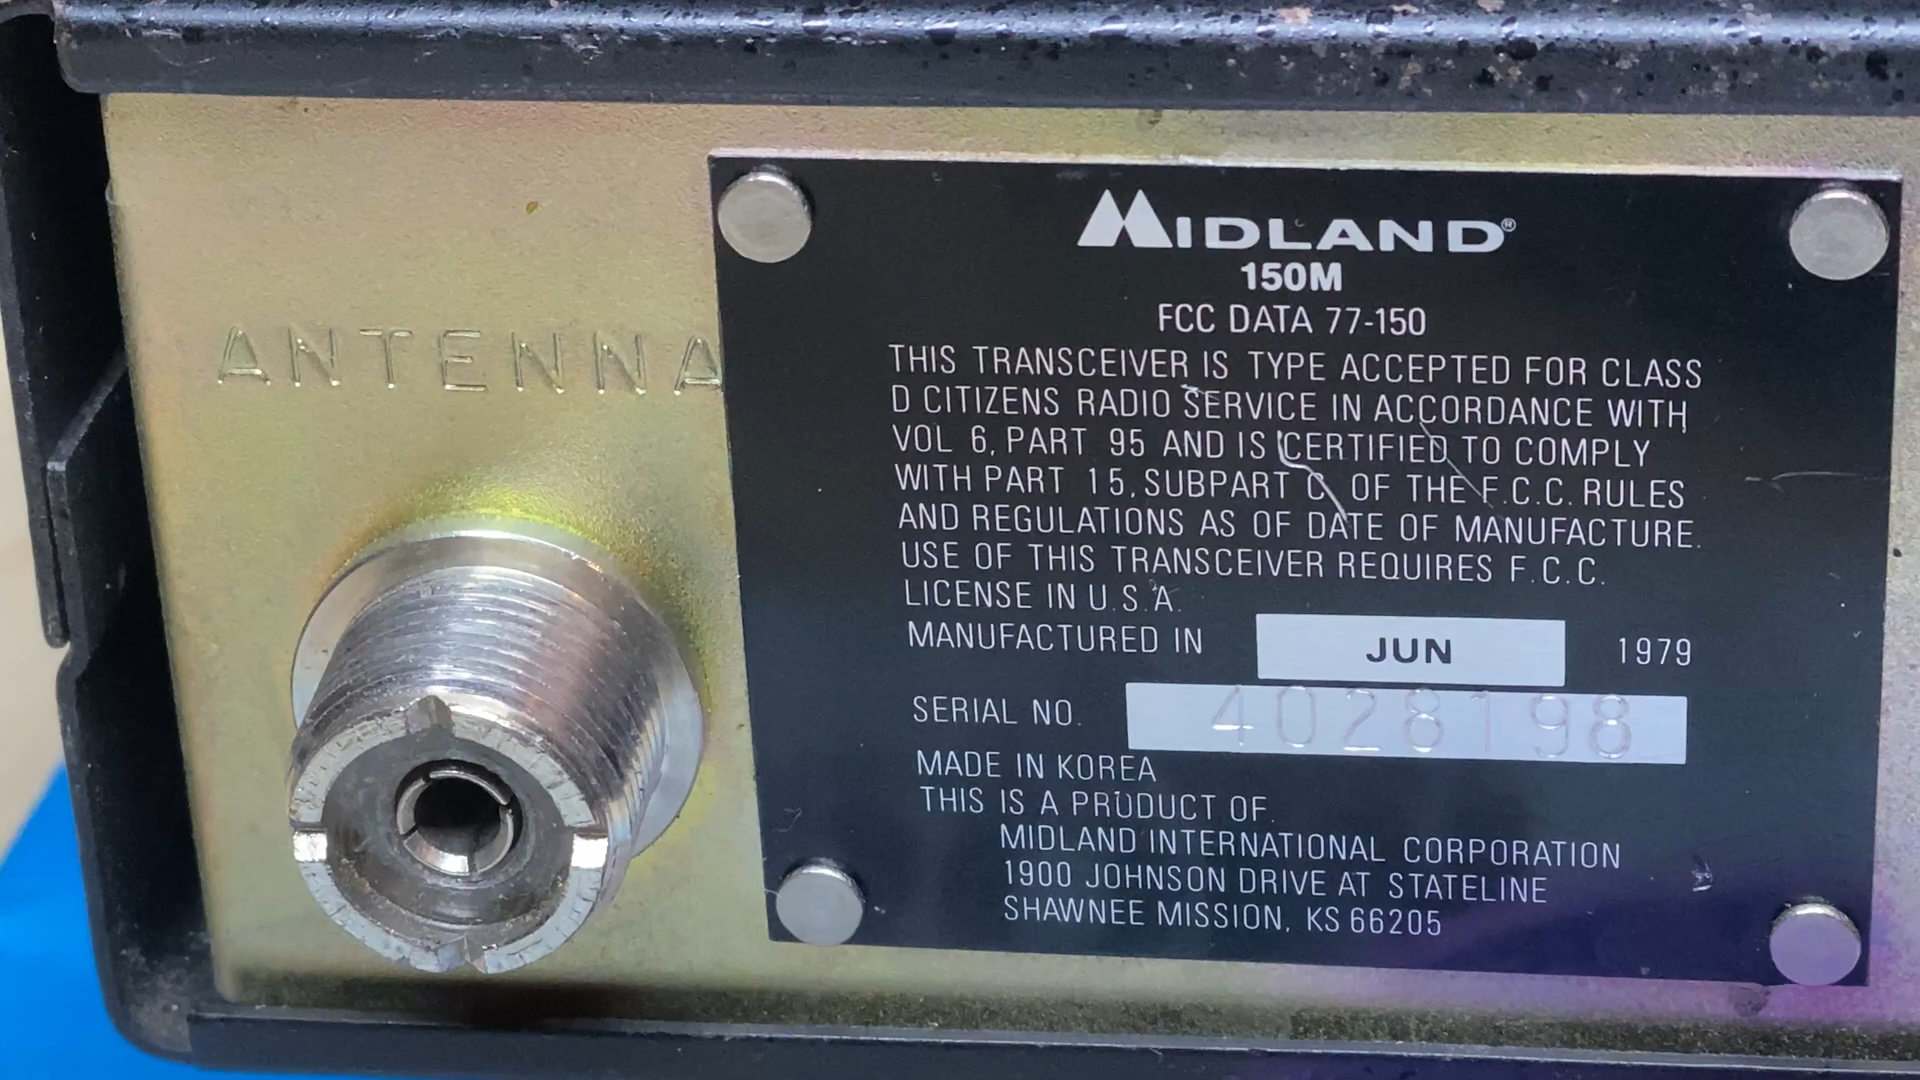 ANTENNA
MIDLAND®
150M
FCC DATA 77-150
THIS TRANSCEIVER IS TYPE ACCEPTED FOR CLASS
D CITIZENS RADIO SERVICE IN ACCORDANCE WITH
VOL 6, PART 95 AND IS CERTIFIED TO COMPLY
WITH PART 15, SUBPART C, OF THE F.C.C. RULES
AND REGULATIONS AS OF DATE OF MANUFACTURE.
USE OF THIS TRANSCEIVER REQUIRES F.C.C.
LICENSE IN U.S.A.
MANUFACTURED IN JUN 1979
SERIAL NO. 4028198
MADE IN KOREA
THIS IS A PRODUCT OF.
MIDLAND INTERNATIONAL CORPORATION
1900 JOHNSON DRIVE AT STATELINE
SHAWNEE MISSION, KS 66205